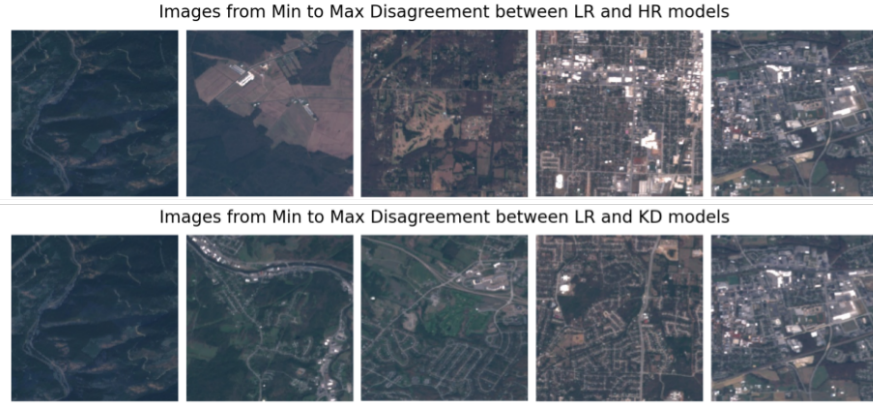 Images from Min to Max Disagreement between LR and HR models
Images from Min to Max Disagreement between LR and KD models